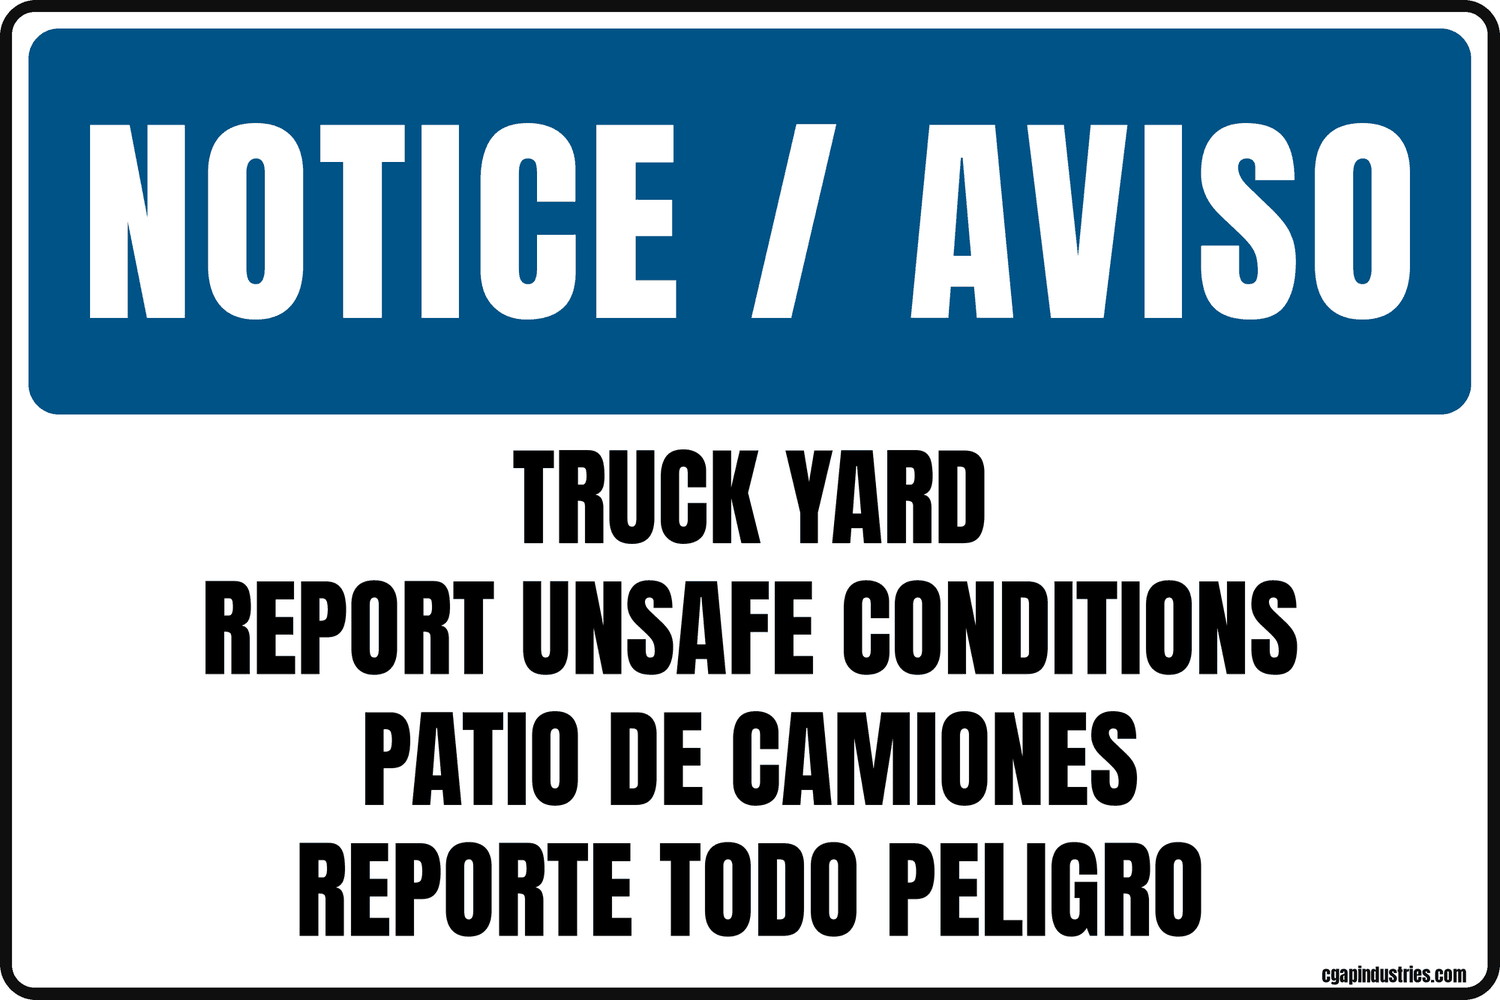 NOTICE / AVISO
TRUCK YARD
REPORT UNSAFE CONDITIONS
PATIO DE CAMIONES
REPORTE TODO PELIGRO
cgapindustries.com